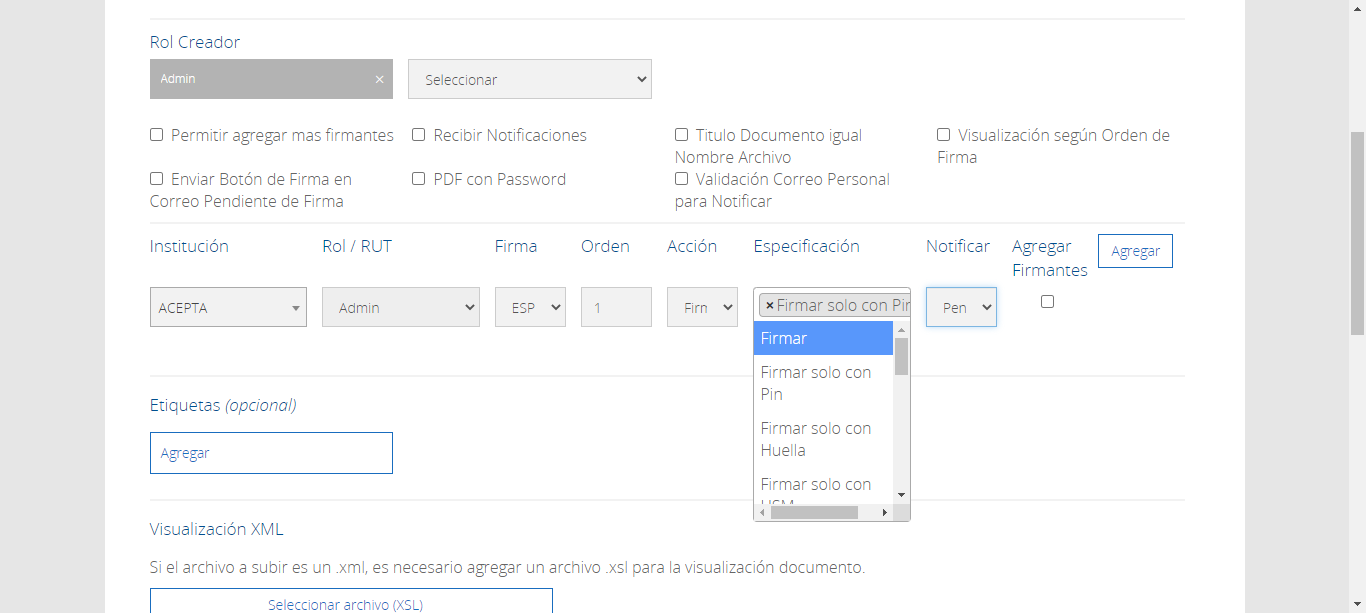 Rol Creador
Admin ×
Seleccionar
Permitir agregar mas firmantes
Recibir Notificaciones
Titulo Documento igual
Nombre Archivo
Visualización según Orden de
Firma
Enviar Botón de Firma en
Correo Pendiente de Firma
PDF con Password
Validación Correo Personal
para Notificar
Institución
Rol / RUT
Firma
Orden
Acción
Especificación
Notificar
Agregar
Firmantes
Agregar
ACEPTA
Admin
ESP
1
Firn
× Firmar solo con Pin
Pen
Firmar
Firmar solo con
Pin
Firmar solo con
Huella
Firmar solo con
HSM
Etiquetas (opcional)
Agregar
Visualización XML
Si el archivo a subir es un .xml, es necesario agregar un archivo .xsl para la visualización documento.
Seleccionar archivo (XSL)